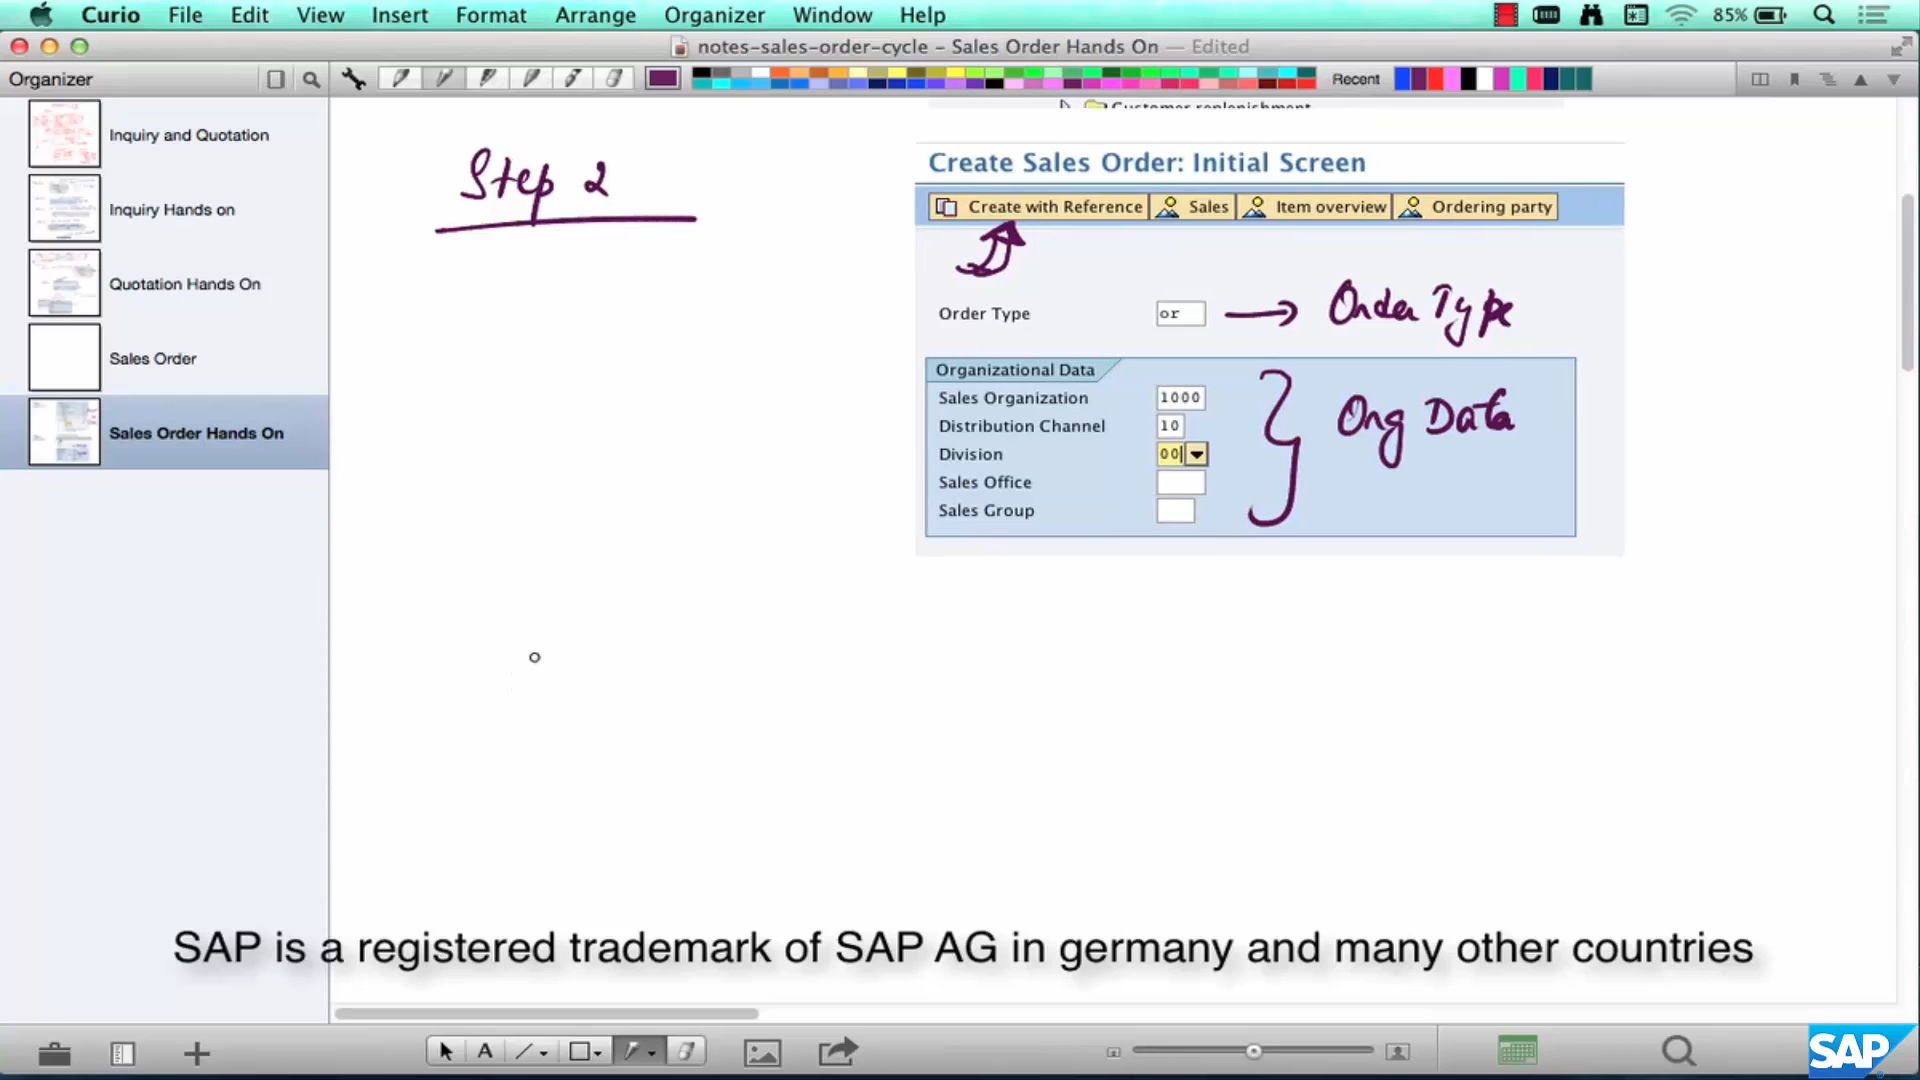 Curio File Edit View Insert Format Arrange Organizer Window Help 85%
notes-sales-order-cycle – Sales Order Hands On — Edited
Organizer
Recent
Inquiry and Quotation
Inquiry Hands on
Quotation Hands On
Sales Order
Sales Order Hands On
Customer replenishment
Step 2
Create Sales Order: Initial Screen
Create with Reference Sales Item overview Ordering party
Order Type or Order Type
Organizational Data
Sales Organization 1000
Distribution Channel 10
Division 00
Sales Office
Sales Group
Org Data
SAP is a registered trademark of SAP AG in germany and many other countries
A
SAP